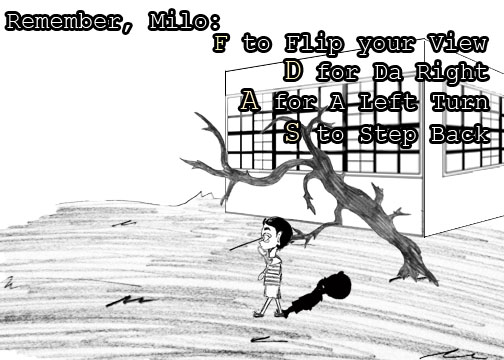 Remember, Milo:
F to Flip your View
D for Da Right
A for A Left Turn
S to Step Back